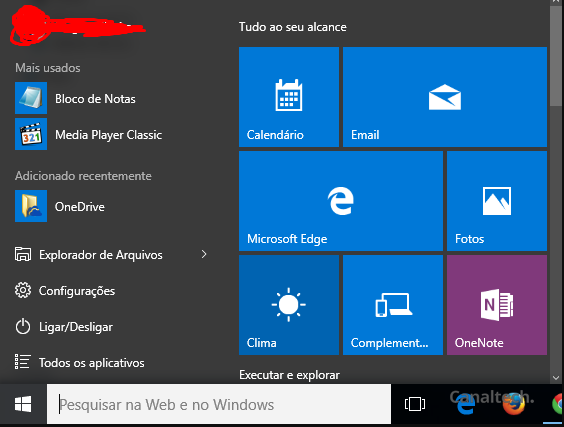 Tudo ao seu alcance
Mais usados
Bloco de Notas
321
Media Player Classic
Adicionado recentemente
OneDrive
Explorador de Arquivos
Configurações
Ligar/Desligar
Todos os aplicativos
Calendário
Email
Microsoft Edge
Fotos
Clima
Complement...
N
OneNote
Executar e explorar
Pesquisar na Web e no Windows
Canaltech.